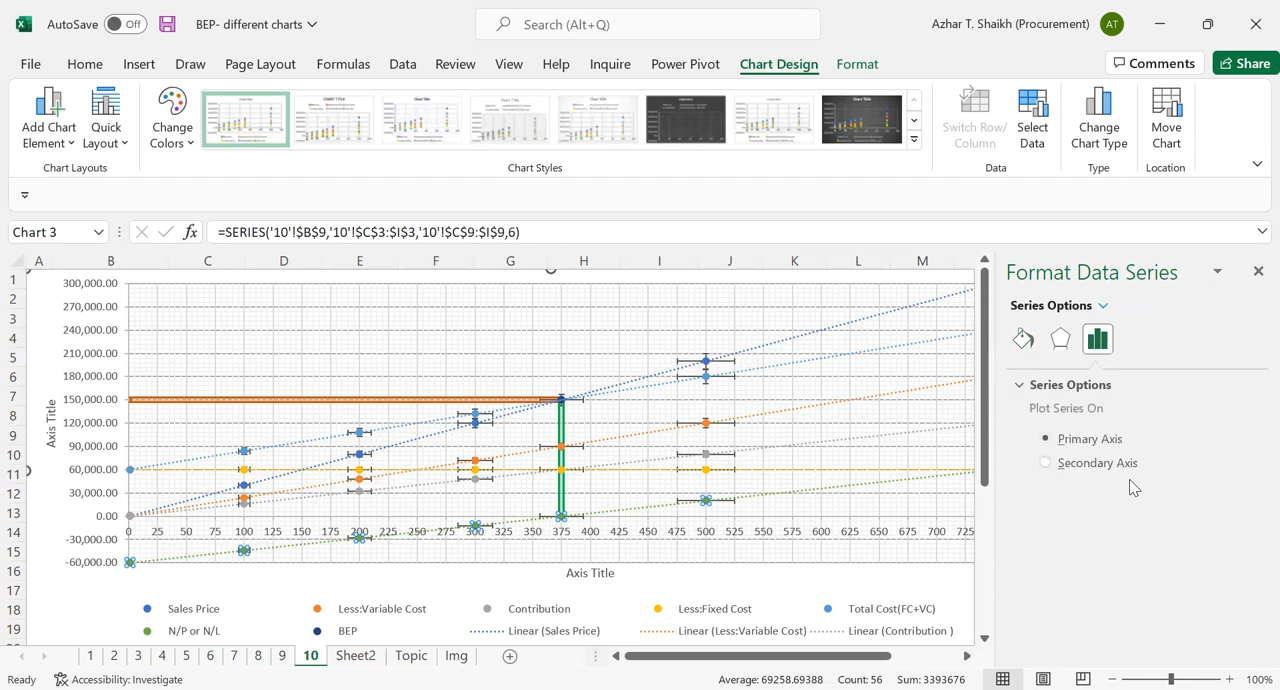 AutoSave Off BEP- different charts Search (Alt+Q) Azhar T. Shaikh (Procurement) AT
File Home Insert Draw Page Layout Formulas Data Review View Help Inquire Power Pivot Chart Design Format Comments Share
Add Chart Element Quick Layout Change Colors Switch Row/ Column Select Data Change Chart Type Move Chart
Chart Layouts Chart Styles Data Type Location
Chart 3 fx =SERIES('10'!$B$9,'10'!$C$3:$I$3,'10'!$C$9:$I$9,6)
A B C D E F G H I J K L M
1
2
3
4
5
6
7
8
9
10
11
12
13
14
15
16
17
18
19
300,000.00
270,000.00
240,000.00
210,000.00
180,000.00
150,000.00
120,000.00
90,000.00
60,000.00
30,000.00
0.00
-30,000.00
-60,000.00
Axis Title
0 25 50 75 100 125 150 175 200 225 250 275 300 325 350 375 400 425 450 475 500 525 550 575 600 625 650 675 700 725
Axis Title
Sales Price Less:Variable Cost Contribution Less:Fixed Cost Total Cost(FC+VC)
N/P or N/L BEP Linear (Sales Price) Linear (Less:Variable Cost) Linear (Contribution )
Format Data Series
Series Options
Series Options
Plot Series On
Primary Axis
Secondary Axis
1 2 3 4 5 6 7 8 9 10 Sheet2 Topic Img
Ready Accessibility: Investigate Average: 69258.69388 Count: 56 Sum: 3393676 100%